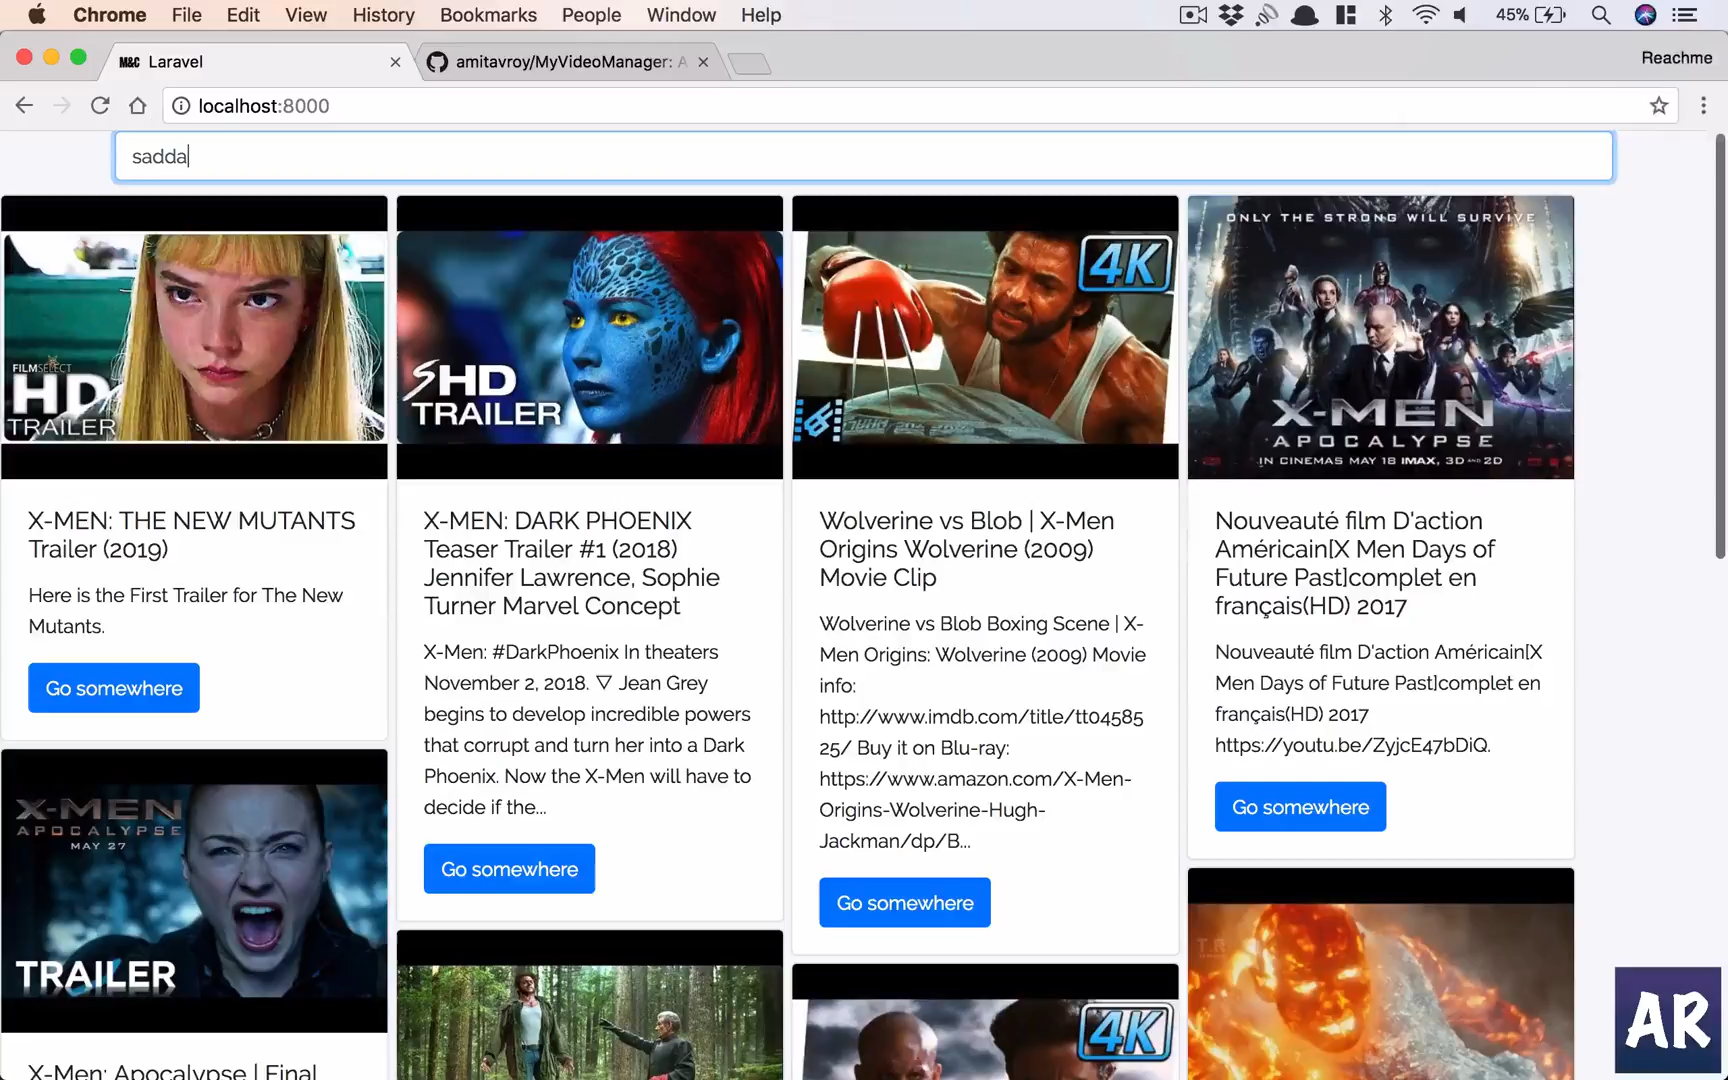 Chrome File Edit View History Bookmarks People Window Help
45%
M&C Laravel
amitavroy/MyVideoManager: A
Reachme
localhost:8000
sadda
FILMSELECT
HD
TRAILER
X-MEN: THE NEW MUTANTS
Trailer (2019)
Here is the First Trailer for The New
Mutants.
Go somewhere
SHD
TRAILER
X-MEN: DARK PHOENIX
Teaser Trailer #1 (2018)
Jennifer Lawrence, Sophie
Turner Marvel Concept
X-Men: #DarkPhoenix In theaters
November 2, 2018. ▽ Jean Grey
begins to develop incredible powers
that corrupt and turn her into a Dark
Phoenix. Now the X-Men will have to
decide if the...
Go somewhere
4K
Wolverine vs Blob | X-Men
Origins Wolverine (2009)
Movie Clip
Wolverine vs Blob Boxing Scene | X-
Men Origins: Wolverine (2009) Movie
info:
http://www.imdb.com/title/tt04585
25/ Buy it on Blu-ray:
https://www.amazon.com/X-Men-
Origins-Wolverine-Hugh-
Jackman/dp/B...
Go somewhere
ONLY THE STRONG WILL SURVIVE
X-MEN
APOCALYPSE
IN CINEMAS MAY 18 IMAX, 3D AND 2D
Nouveauté film D'action
Américain[X Men Days of
Future Past]complet en
français(HD) 2017
Nouveauté film D'action Américain[X
Men Days of Future Past]complet en
français(HD) 2017
https://youtu.be/ZyjcE47bDiQ.
Go somewhere
X-MEN
APOCALYPSE
MAY 27
TRAILER
X-Men: Apocalypse | Final
4K
AR